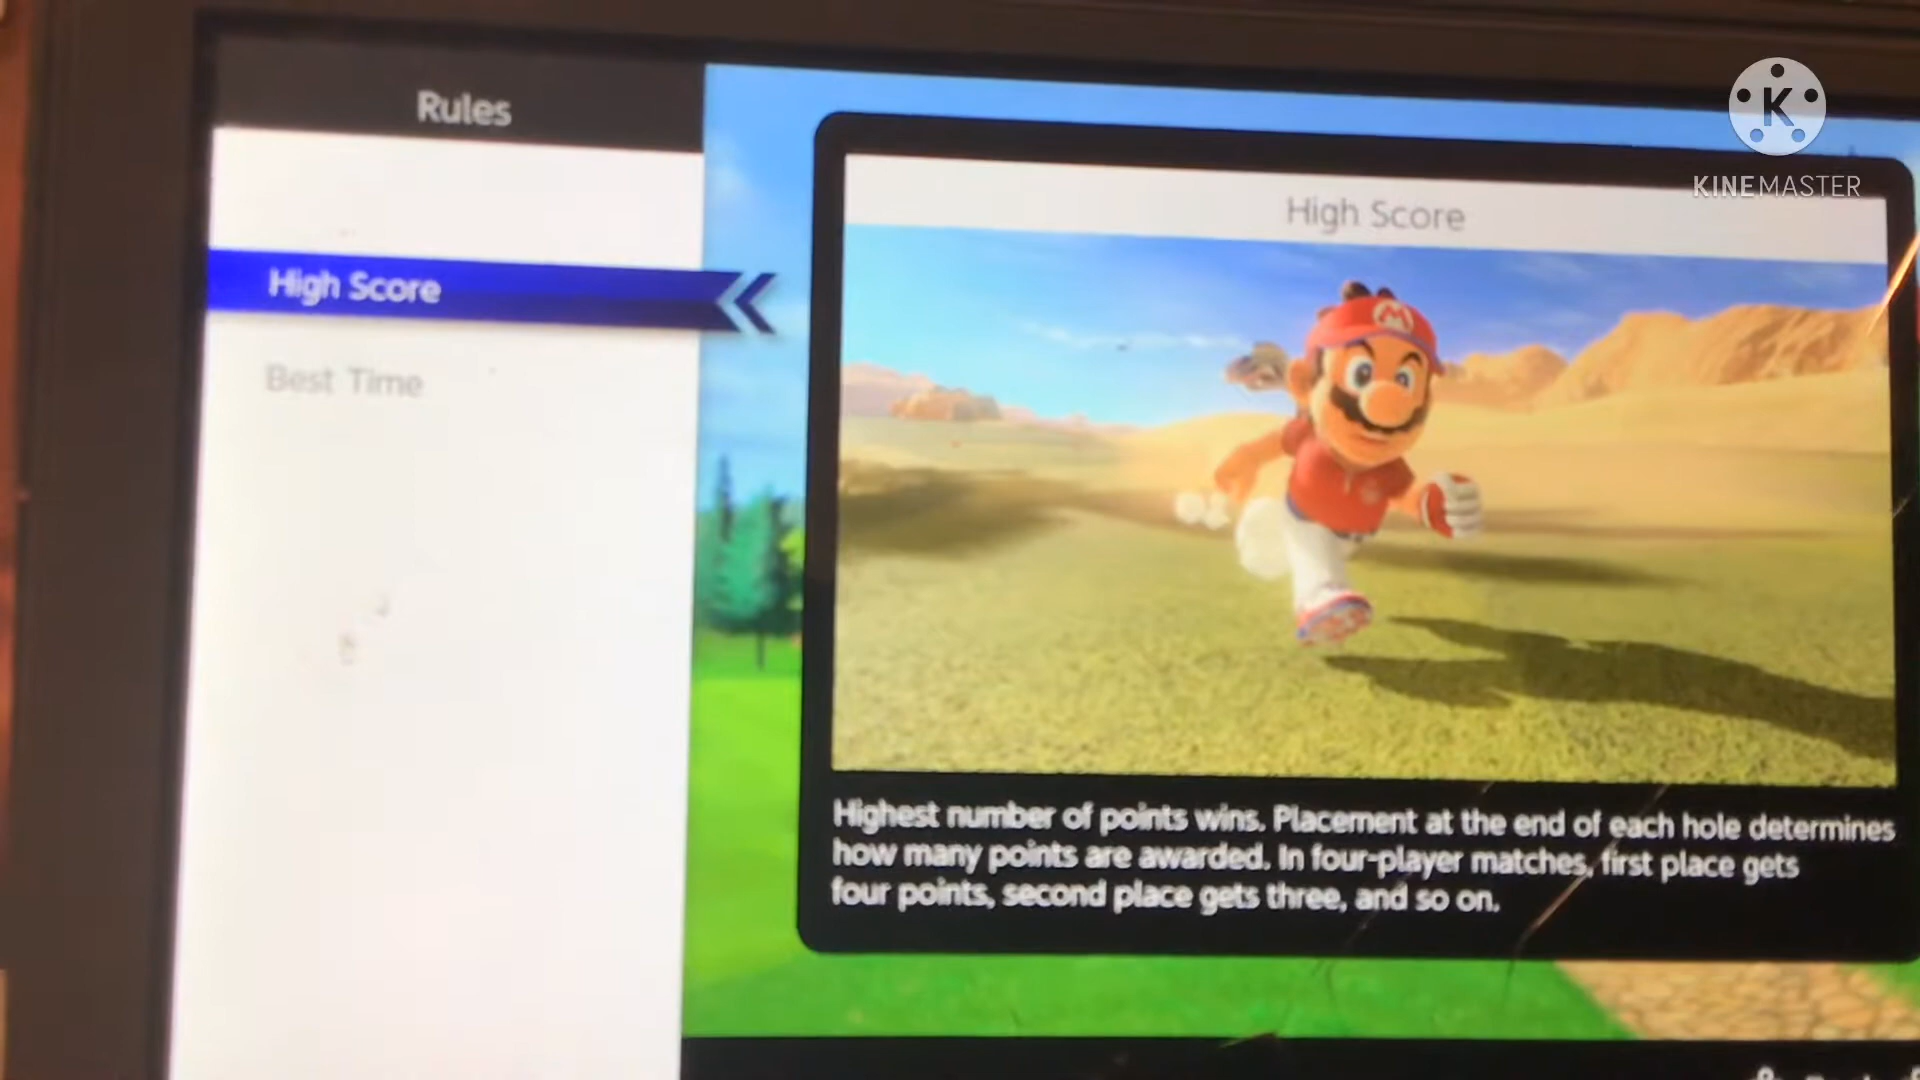 Rules
High Score
Best Time
K
KINEMASTER
High Score
M
Highest number of points wins. Placement at the end of each hole determines
how many points are awarded. In four-player matches, first place gets
four points, second place gets three, and so on.